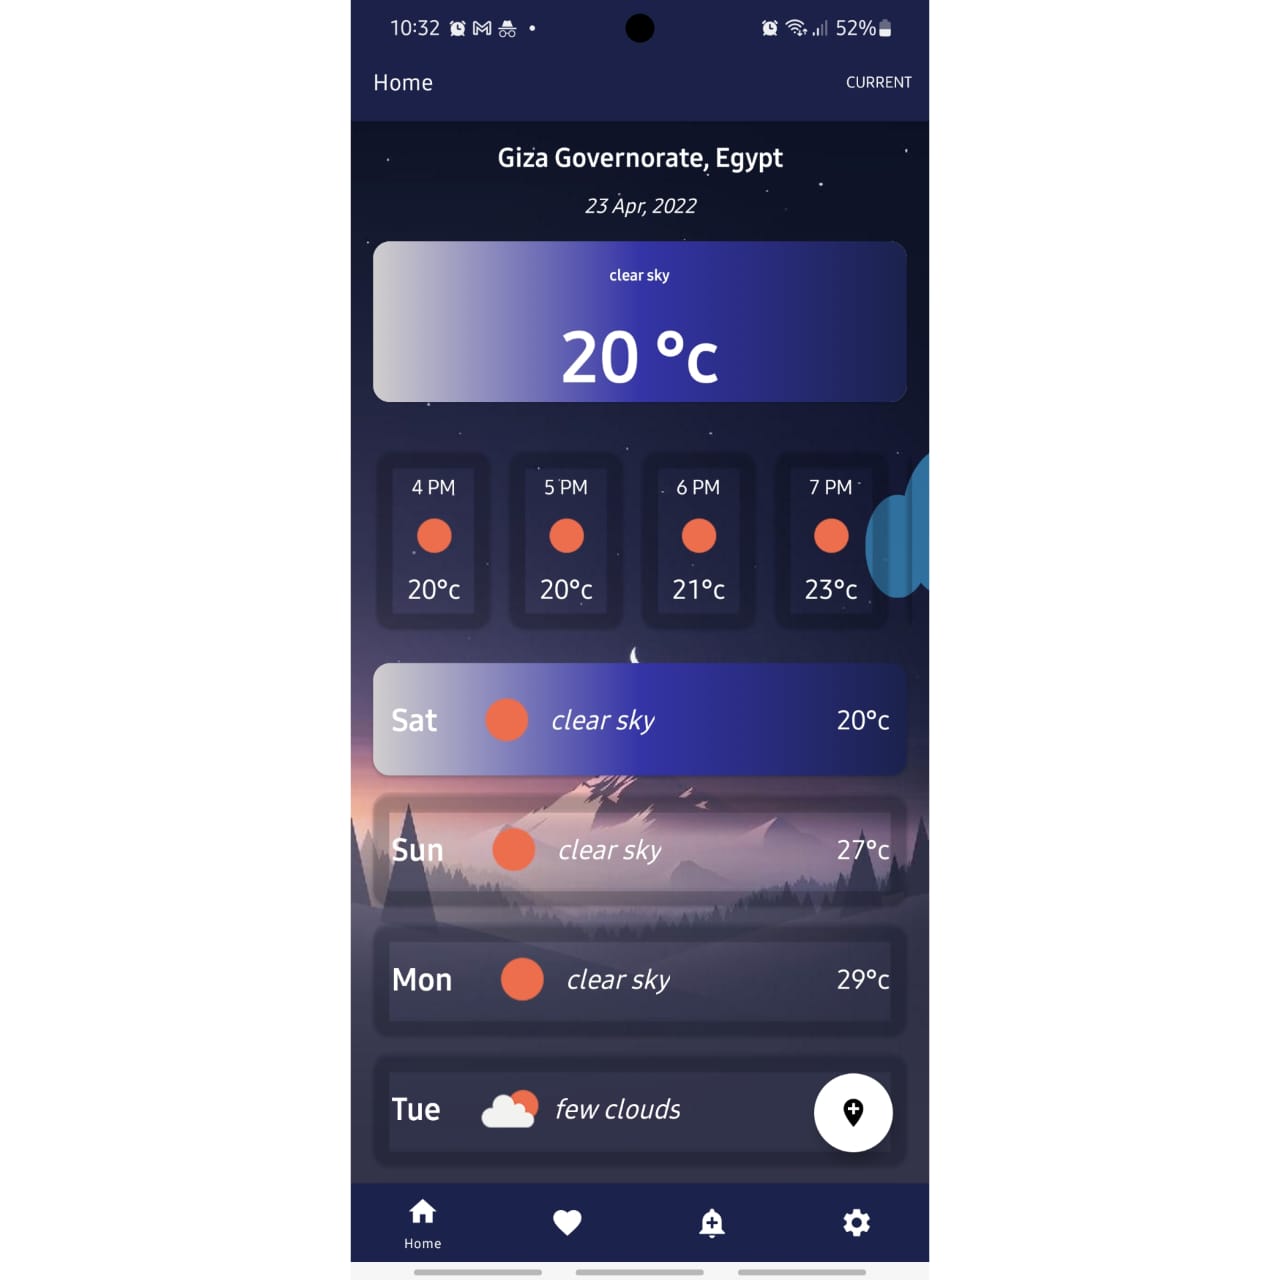 10:32 52%
Home CURRENT
Giza Governorate, Egypt
23 Apr, 2022
clear sky
20 °c
4 PM 5 PM 6 PM 7 PM
20°c 20°c 21°c 23°c
Sat clear sky 20°c
Sun clear sky 27°c
Mon clear sky 29°c
Tue few clouds
Home